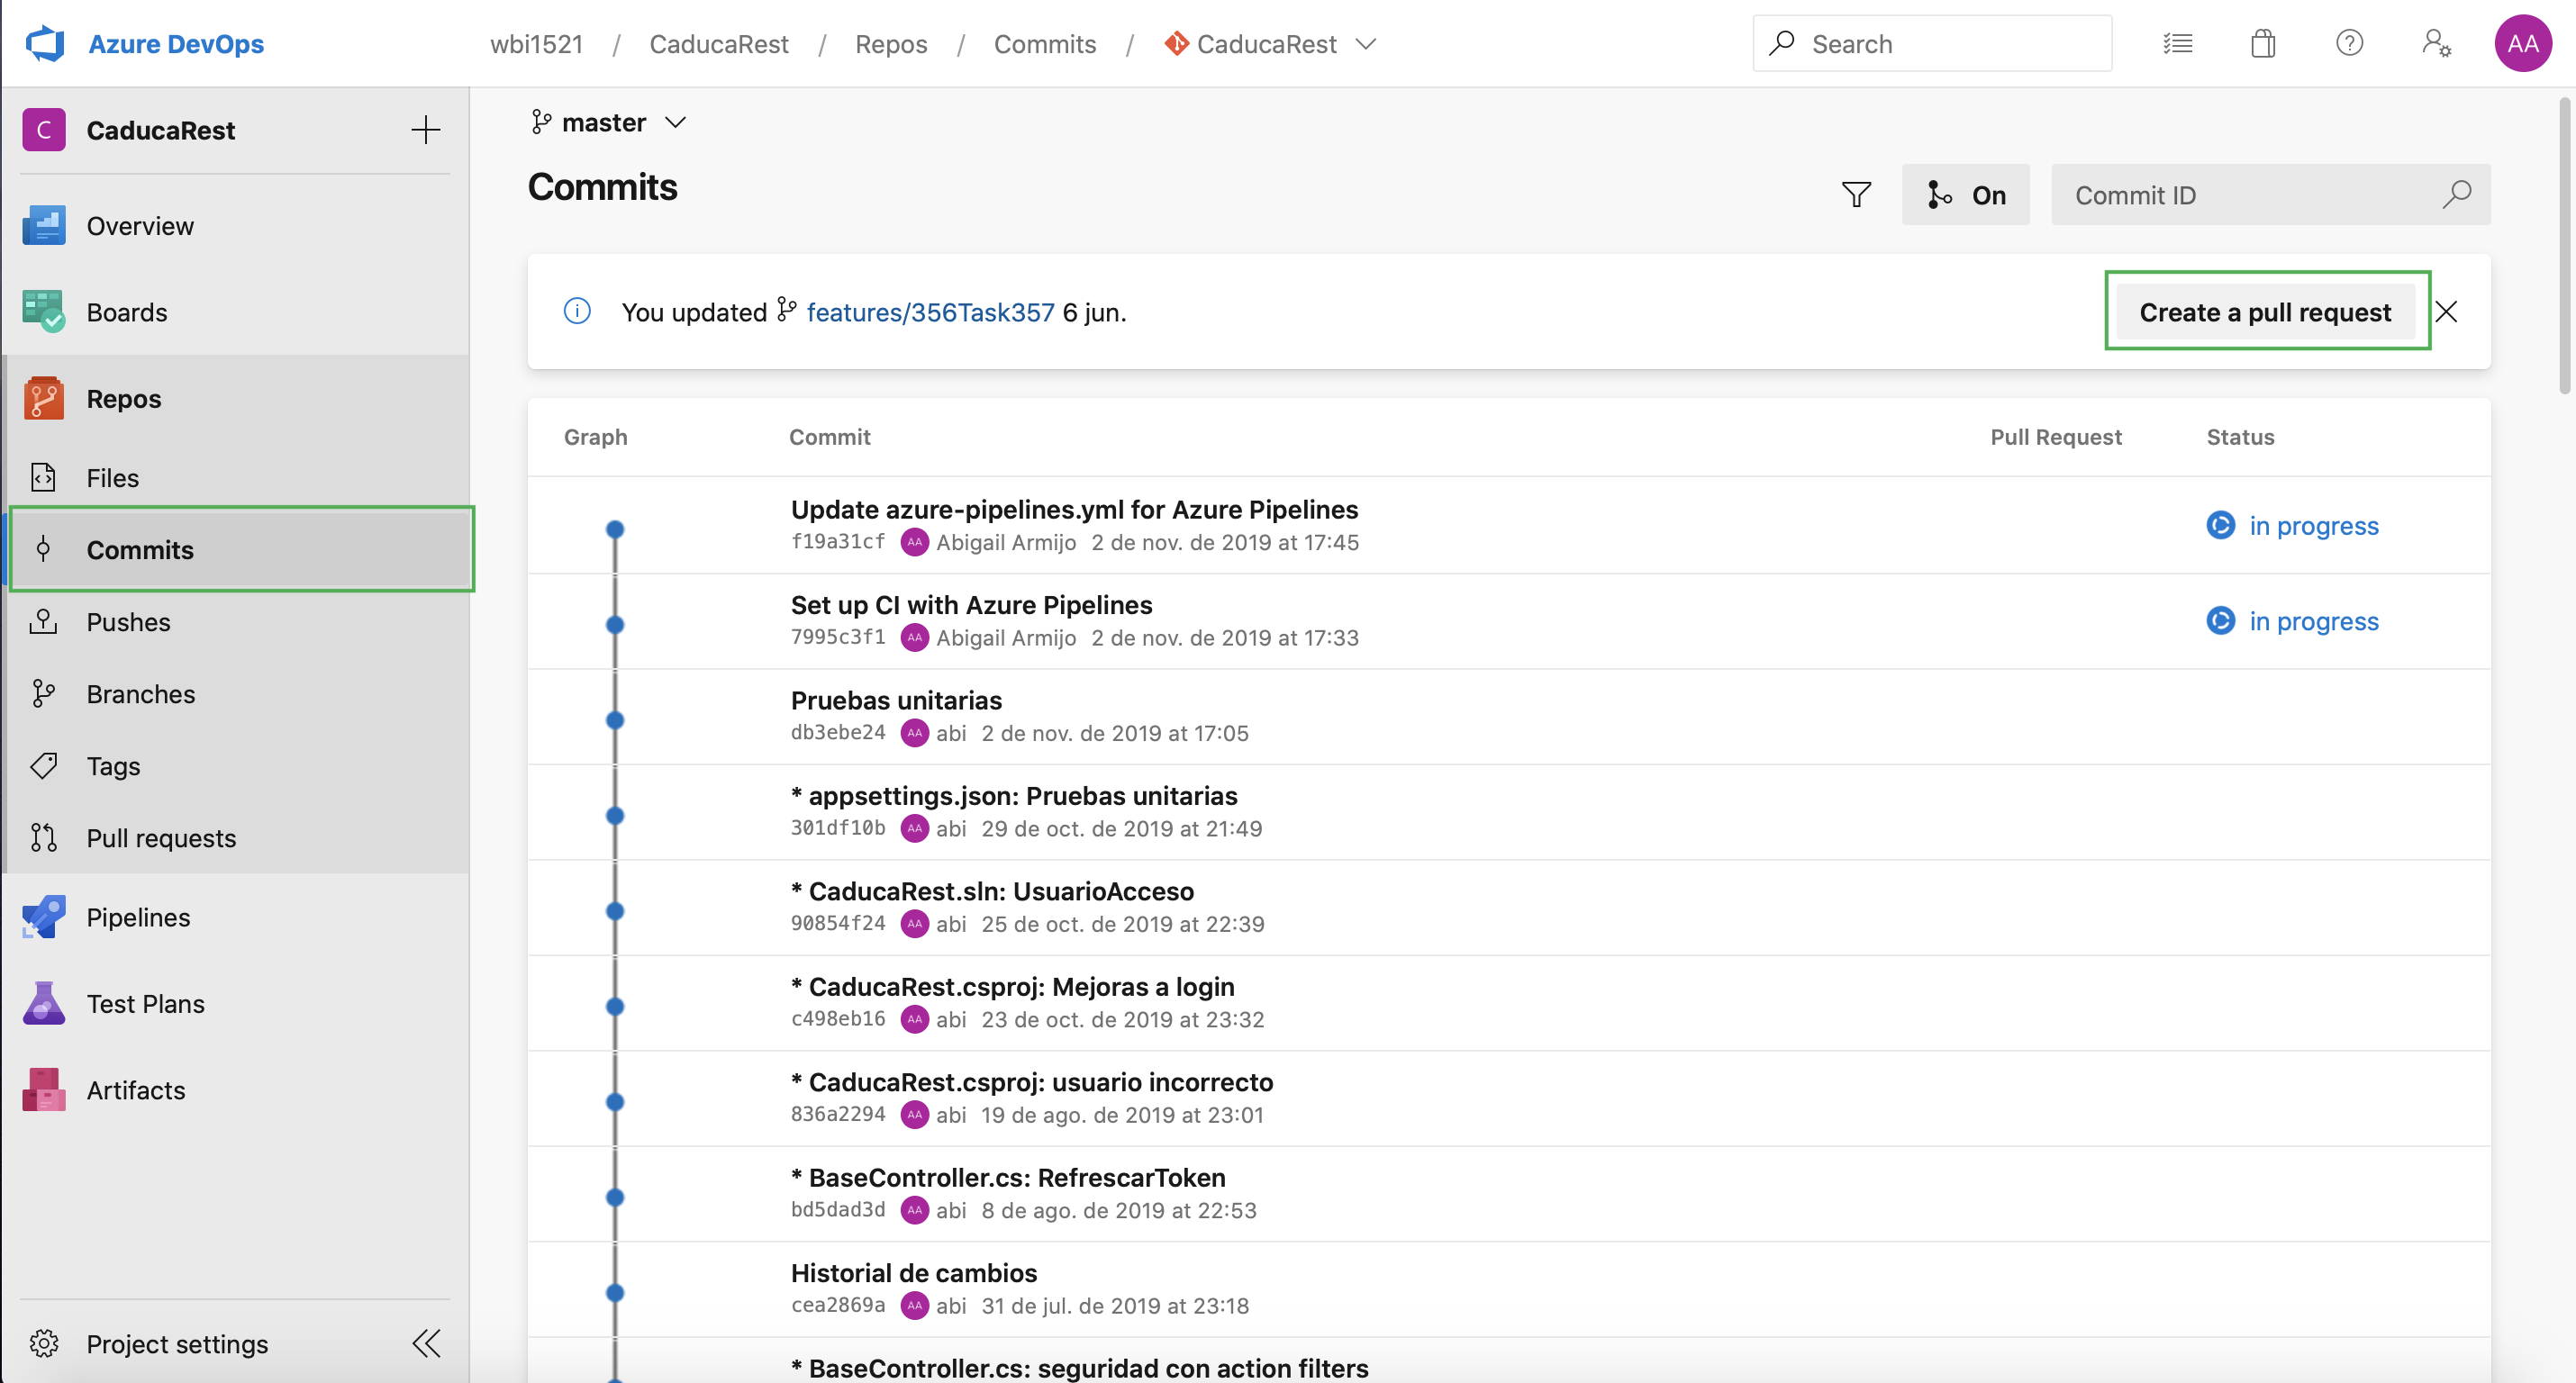 Azure DevOps
wbi1521 / CaducaRest / Repos / Commits / CaducaRest
Search
AA
C CaducaRest
Overview
Boards
Repos
Files
Commits
Pushes
Branches
Tags
Pull requests
Pipelines
Test Plans
Artifacts
Project settings
master
Commits
On
Commit ID
You updated features/356Task357 6 jun.
Create a pull request
Graph Commit Pull Request Status
Update azure-pipelines.yml for Azure Pipelines
f19a31cf AA Abigail Armijo 2 de nov. de 2019 at 17:45
in progress
Set up CI with Azure Pipelines
7995c3f1 AA Abigail Armijo 2 de nov. de 2019 at 17:33
in progress
Pruebas unitarias
db3ebe24 AA abi 2 de nov. de 2019 at 17:05
* appsettings.json: Pruebas unitarias
301df10b AA abi 29 de oct. de 2019 at 21:49
* CaducaRest.sln: UsuarioAcceso
90854f24 AA abi 25 de oct. de 2019 at 22:39
* CaducaRest.csproj: Mejoras a login
c498eb16 AA abi 23 de oct. de 2019 at 23:32
* CaducaRest.csproj: usuario incorrecto
836a2294 AA abi 19 de ago. de 2019 at 23:01
* BaseController.cs: RefrescarToken
bd5dad3d AA abi 8 de ago. de 2019 at 22:53
Historial de cambios
cea2869a AA abi 31 de jul. de 2019 at 23:18
* BaseController.cs: seguridad con action filters